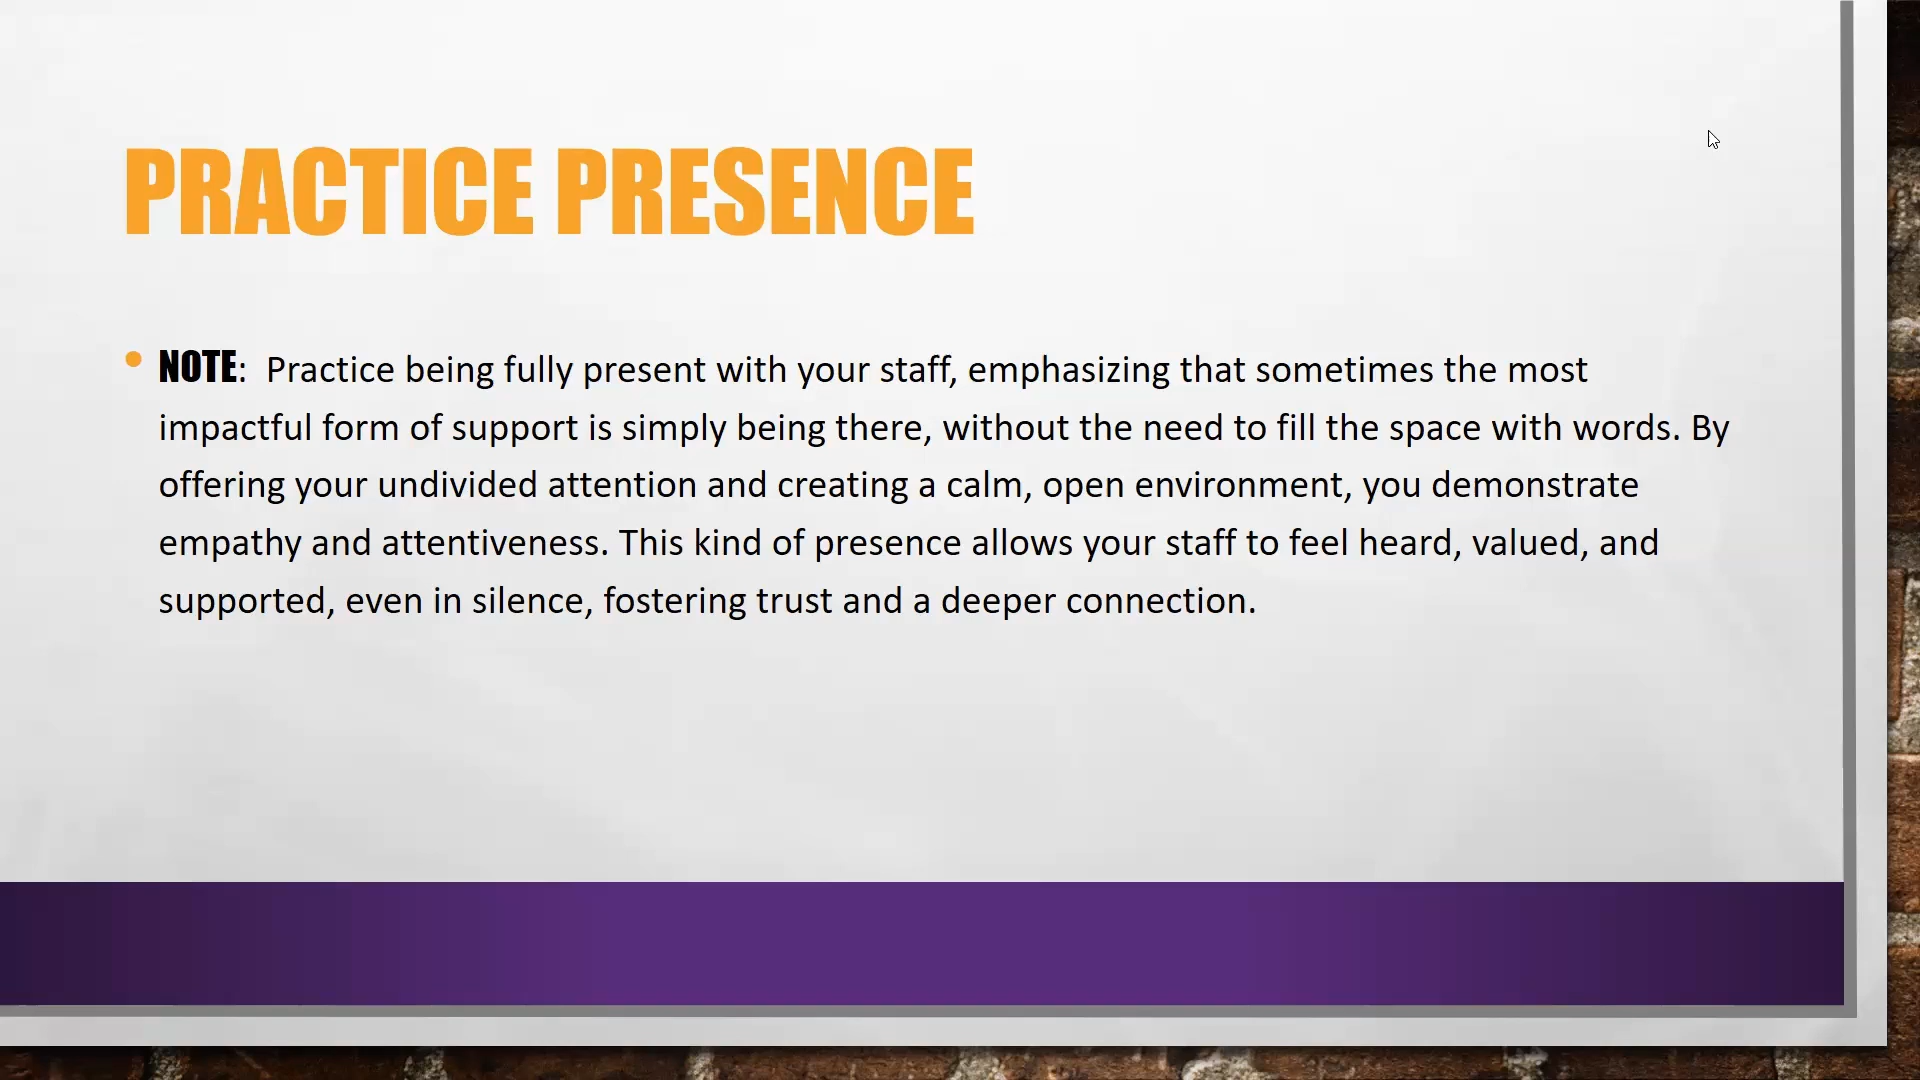 PRACTICE PRESENCE
• NOTE:  Practice being fully present with your staff, emphasizing that sometimes the most
impactful form of support is simply being there, without the need to fill the space with words. By
offering your undivided attention and creating a calm, open environment, you demonstrate
empathy and attentiveness. This kind of presence allows your staff to feel heard, valued, and
supported, even in silence, fostering trust and a deeper connection.